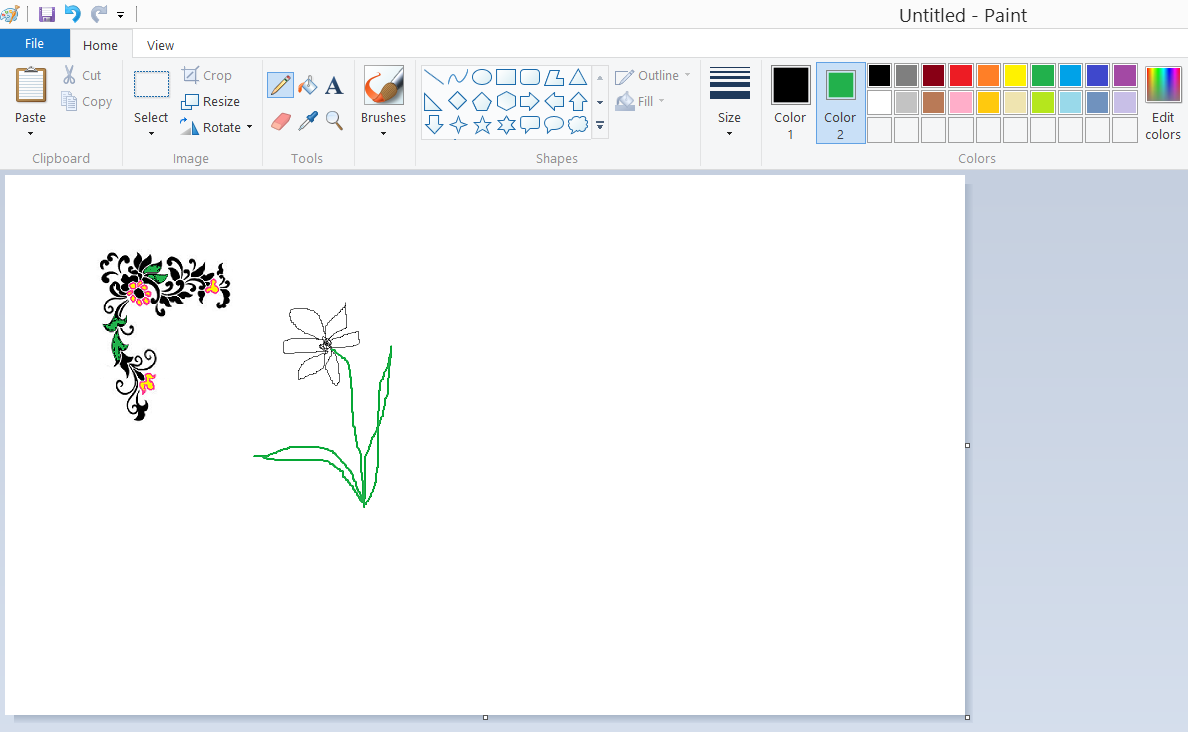 Untitled - Paint
File
Home
View
Paste
Cut
Copy
Clipboard
Select
Crop
Resize
Rotate
Image
A
Tools
Brushes
Outline
Fill
Shapes
Size
Color
1
Color
2
Edit
colors
Colors